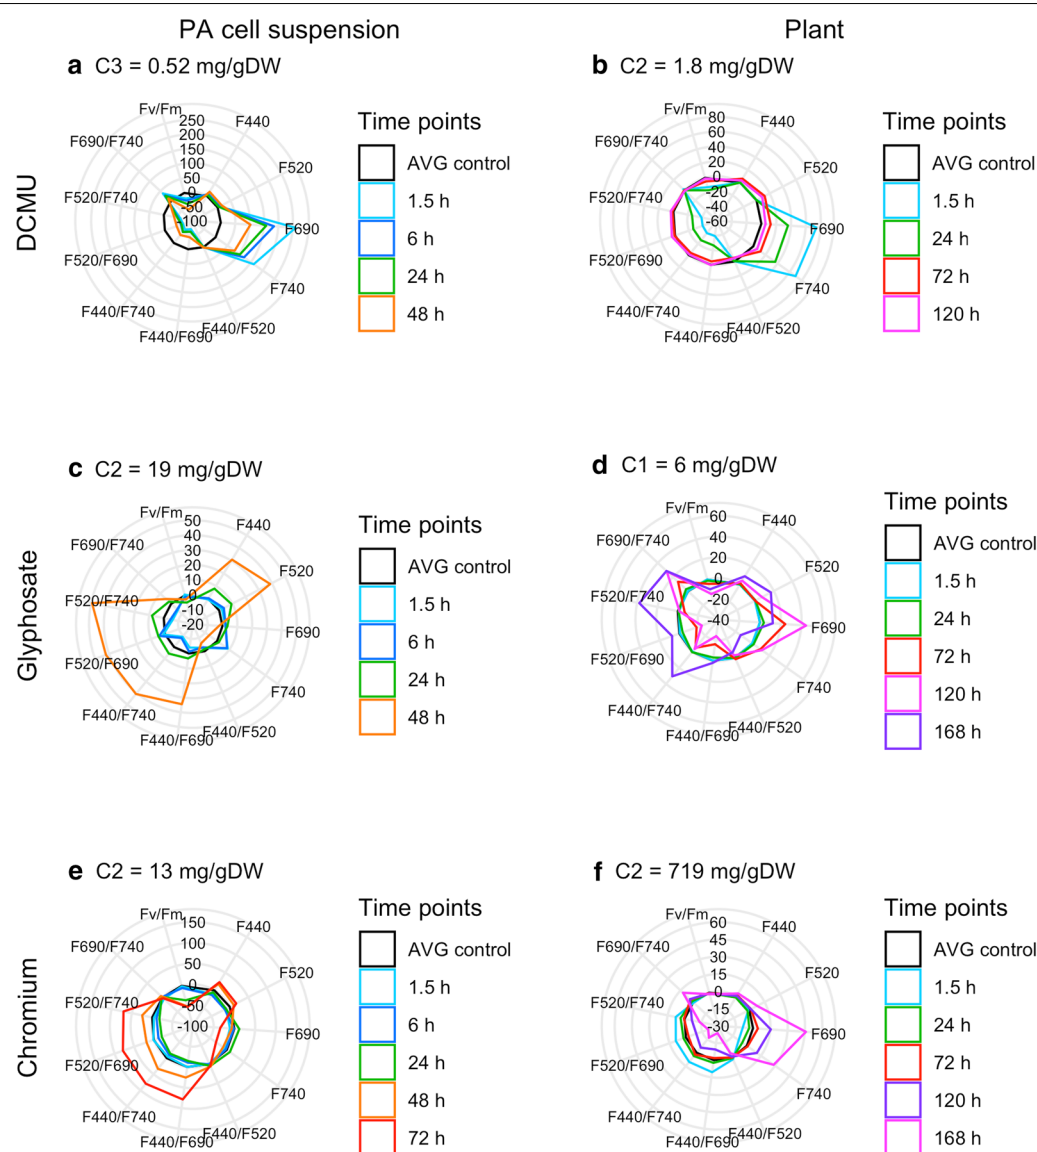 PA cell suspension
Plant
DCMU
a C3 = 0.52 mg/gDW
Fv/Fm
F440
F520
F690
F740
F440/F520
F440/F690
F440/F740
F520/F690
F520/F740
F690/F740
250
200
150
100
50
0
-50
-100
Time points
AVG control
1.5 h
6 h
24 h
48 h
b C2 = 1.8 mg/gDW
Fv/Fm
F440
F520
F690
F740
F440/F520
F440/F690
F440/F740
F520/F690
F520/F740
F690/F740
80
60
40
20
0
-20
-40
-60
Time points
AVG control
1.5 h
24 h
72 h
120 h
Glyphosate
c C2 = 19 mg/gDW
Fv/Fm
F440
F520
F690
F740
F440/F520
F440/F690
F440/F740
F520/F690
F520/F740
F690/F740
50
40
30
20
10
0
-10
-20
Time points
AVG control
1.5 h
6 h
24 h
48 h
d C1 = 6 mg/gDW
Fv/Fm
F440
F520
F690
F740
F440/F520
F440/F690
F440/F740
F520/F690
F520/F740
F690/F740
60
40
20
0
-20
-40
Time points
AVG control
1.5 h
24 h
72 h
120 h
168 h
Chromium
e C2 = 13 mg/gDW
Fv/Fm
F440
F520
F690
F740
F440/F520
F440/F690
F440/F740
F520/F690
F520/F740
F690/F740
150
100
50
0
-50
-100
Time points
AVG control
1.5 h
6 h
24 h
48 h
72 h
f C2 = 719 mg/gDW
Fv/Fm
F440
F520
F690
F740
F440/F520
F440/F690
F440/F740
F520/F690
F520/F740
F690/F740
60
45
30
15
0
-15
-30
Time points
AVG control
1.5 h
24 h
72 h
120 h
168 h